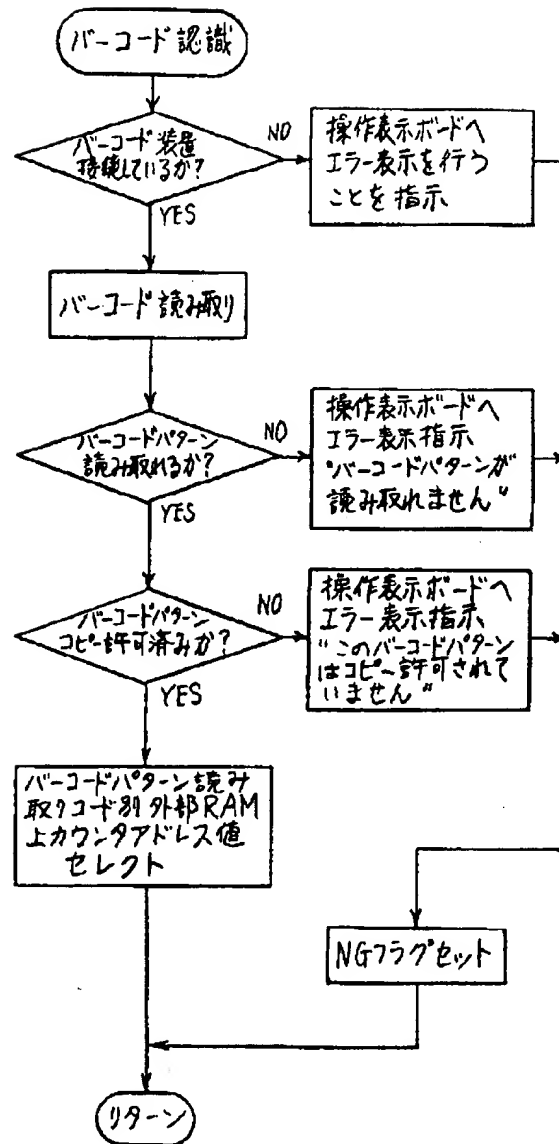 バーコード認識
バーコード装置
接続しているか?
NO
操作表示ボードへ
エラー表示を行う
ことを指示
YES
バーコード読み取り
バーコードパターン
読み取れるか?
NO
操作表示ボードへ
エラー表示指示
"バーコードパターンが
読み取れません"
YES
バーコードパターン
コピー許可済みか?
NO
操作表示ボードへ
エラー表示指示
"このバーコードパターン
はコピー許可されて
いません"
YES
バーコードパターン読み
取りコード別外部RAM
上カウンタアドレス値
セレクト
NGフラグセット
リターン